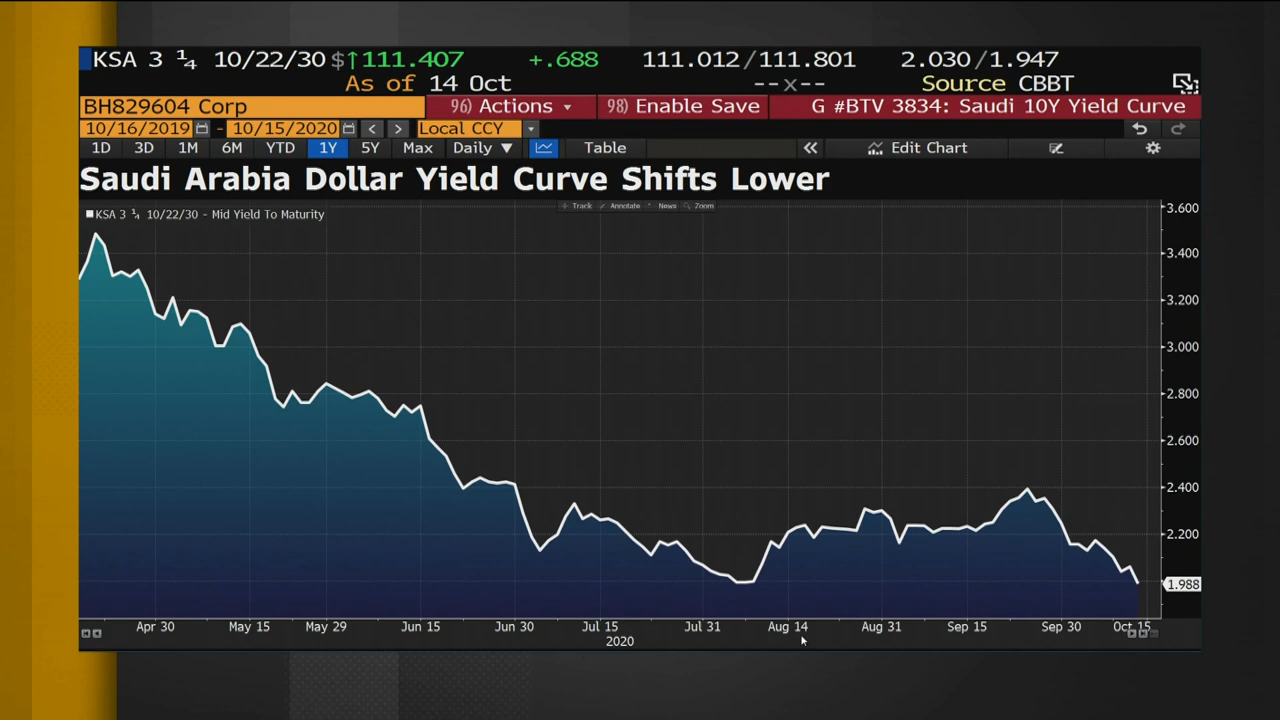 KSA 3 ¼ 10/22/30 $↑111.407 +.688 111.012/111.801 2.030/1.947
As of 14 Oct --x-- Source CBBT
BH829604 Corp 96) Actions 98) Enable Save G #BTV 3834: Saudi 10Y Yield Curve
10/16/2019 - 10/15/2020 < > Local CCY
1D 3D 1M 6M YTD 1Y 5Y Max Daily ▼ Table « Edit Chart
Saudi Arabia Dollar Yield Curve Shifts Lower
Track Annotate News Zoom
KSA 3 ¼ 10/22/30 - Mid Yield To Maturity
3.600
3.400
3.200
3.000
2.800
2.600
2.400
2.200
1.988
Apr 30 May 15 May 29 Jun 15 Jun 30 Jul 15 Jul 31 Aug 14 Aug 31 Sep 15 Sep 30 Oct 15
2020